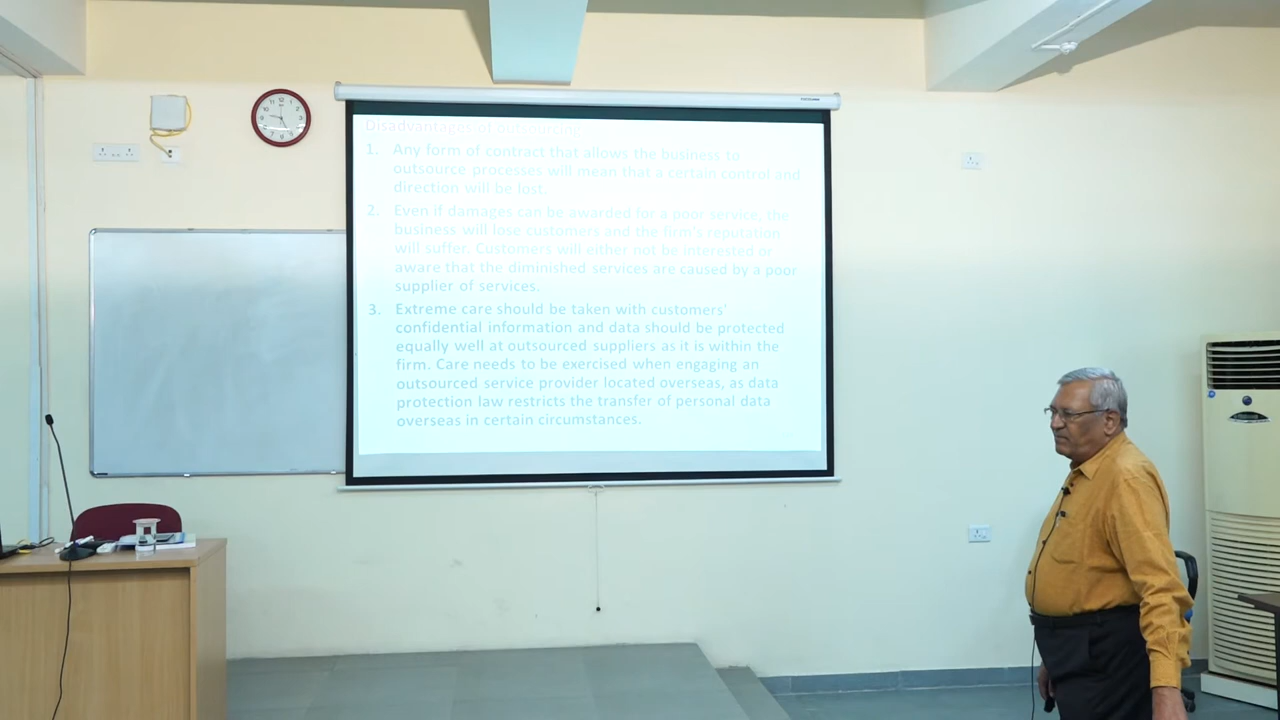 Disadvantages of outsourcing
1. Any form of contract that allows the business to
outsource processes will mean that a certain control and
direction will be lost.
2. Even if damages can be awarded for a poor service, the
business will lose customers and the firm's reputation
will suffer. Customers will either not be interested or
aware that the diminished services are caused by a poor
supplier of services.
3. Extreme care should be taken with customers'
confidential information and data should be protected
equally well at outsourced suppliers as it is within the
firm. Care needs to be exercised when engaging an
outsourced service provider located overseas, as data
protection law restricts the transfer of personal data
overseas in certain circumstances.